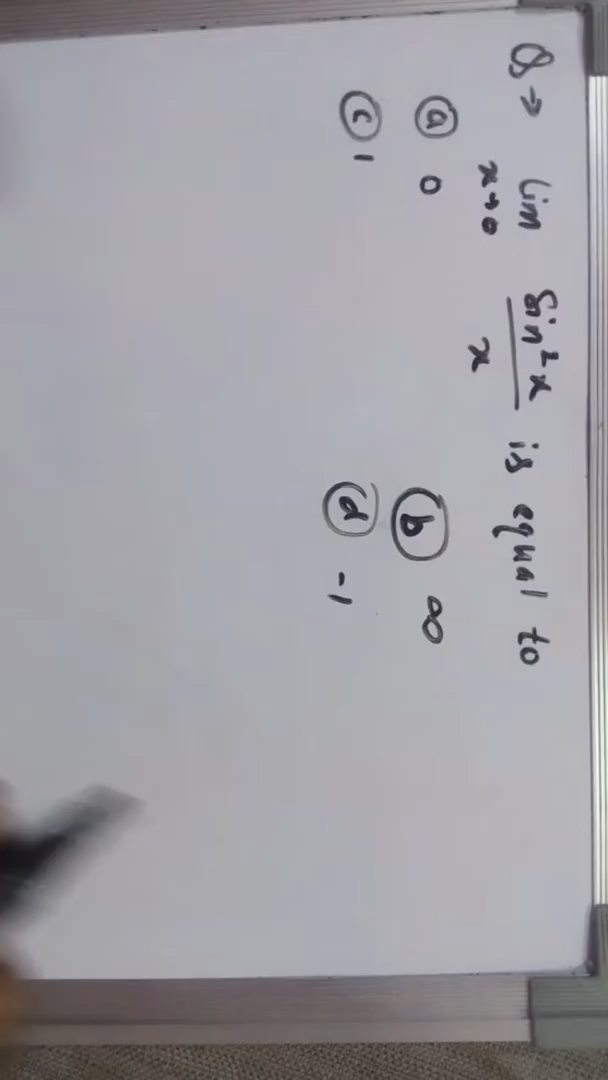 Q→ lim x→0 sin²x / x is equal to
(a) 0 (b) ∞
(c) 1 (d) -1